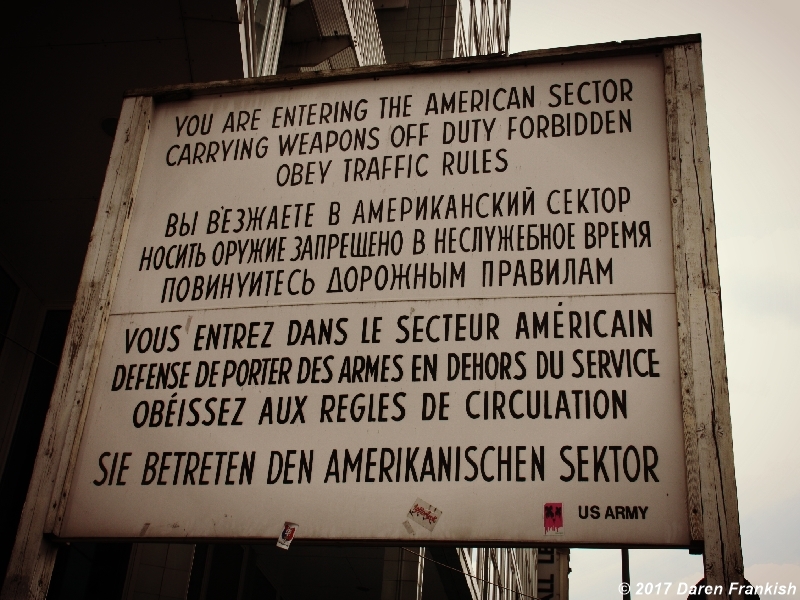 YOU ARE ENTERING THE AMERICAN SECTOR
CARRYING WEAPONS OFF DUTY FORBIDDEN
OBEY TRAFFIC RULES
ВЫ ВЪЕЗЖАЕТЕ В АМЕРИКАНСКИЙ СЕКТОР
НОСИТЬ ОРУЖИЕ ЗАПРЕЩЕНО В НЕСЛУЖЕБНОЕ ВРЕМЯ
ПОВИНУИТЕСЬ ДОРОЖНЫМ ПРАВИЛАМ
VOUS ENTREZ DANS LE SECTEUR AMÉRICAIN
DEFENSE DE PORTER DES ARMES EN DEHORS DU SERVICE
OBÉISSEZ AUX REGLES DE CIRCULATION
SIE BETRETEN DEN AMERIKANISCHEN SEKTOR
US ARMY
© 2017 Daren Frankish